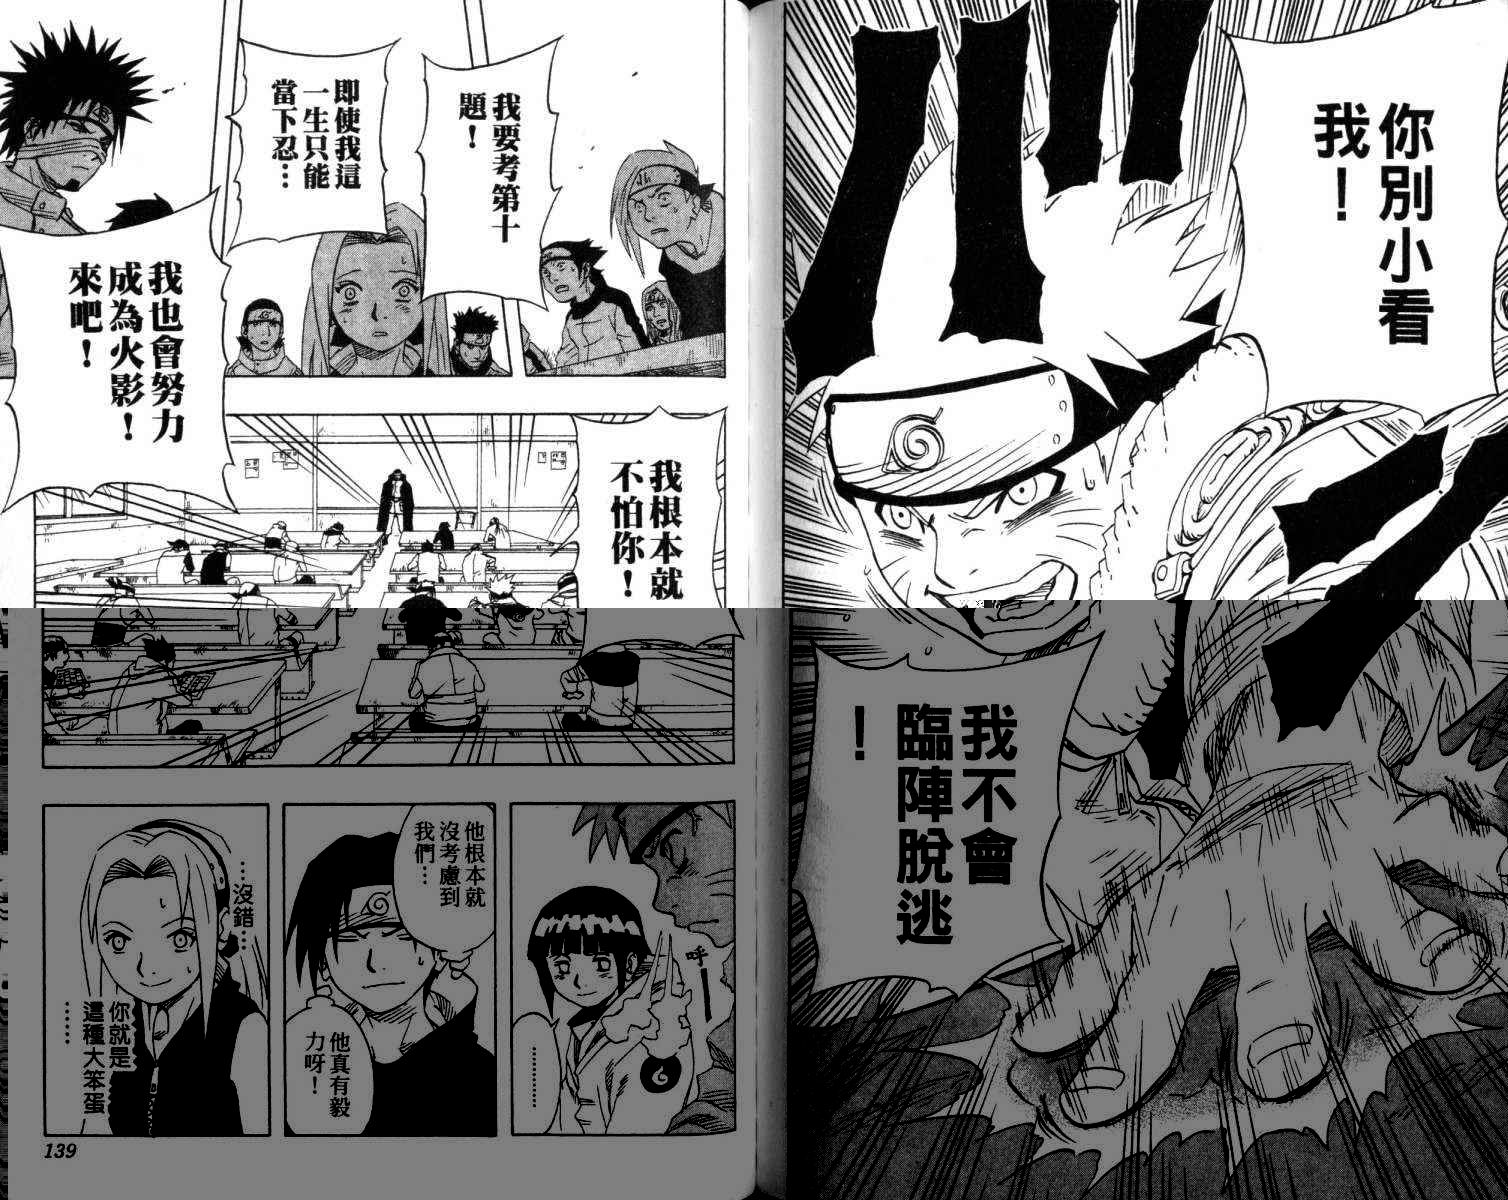 你別小看
我！
我不會
臨陣脫逃
！
我要考第十
題！
即使我這
一生只能
當下忍…
我也會努力
成為火影！
來吧！
我根本就
不怕你！
呼
…………
他根本就
沒考慮到
我們…
他真有毅
力呀！
…沒錯…
你就是
這種大笨蛋
……
139